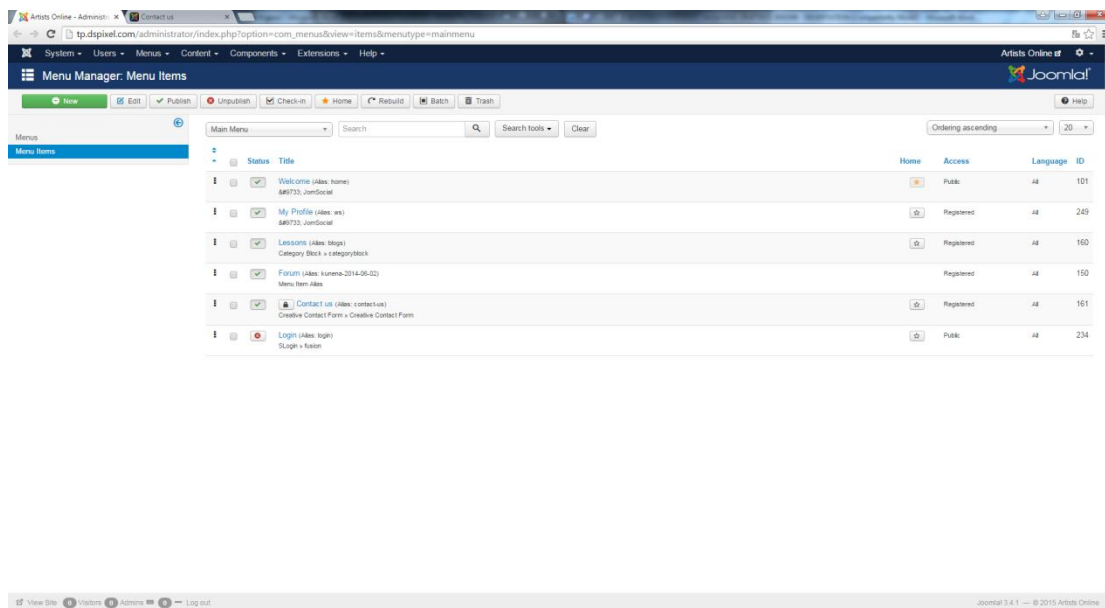 Artists Online - Administr Contact us
tp.dspixel.com/administrator/index.php?option=com_menus&view=items&menutype=mainmenu
System Users Menus Content Components Extensions Help Artists Online
Menu Manager: Menu Items Joomla!
New Edit Publish Unpublish Check-in Home Rebuild Batch Trash Help
Menus
Menu Items
Main Menu Search Search tools Clear Ordering ascending 20
Status Title Home Access Language ID
Welcome (Alias: home) Public All 101
&#9733; JomSocial
My Profile (Alias: ws) Registered All 249
&#9733; JomSocial
Lessons (Alias: blogs) Registered All 160
Category Block » categoryblock
Forum (Alias: kunena-2014-06-02) Registered All 150
Menu Item Alias
Contact us (Alias: contact-us) Registered All 161
Creative Contact Form » Creative Contact Form
Login (Alias: login) Public All 234
SLogin » fusion
View Site 0 Visitors 0 Admins 0 Log out Joomla! 3.4.1 — © 2015 Artists Online